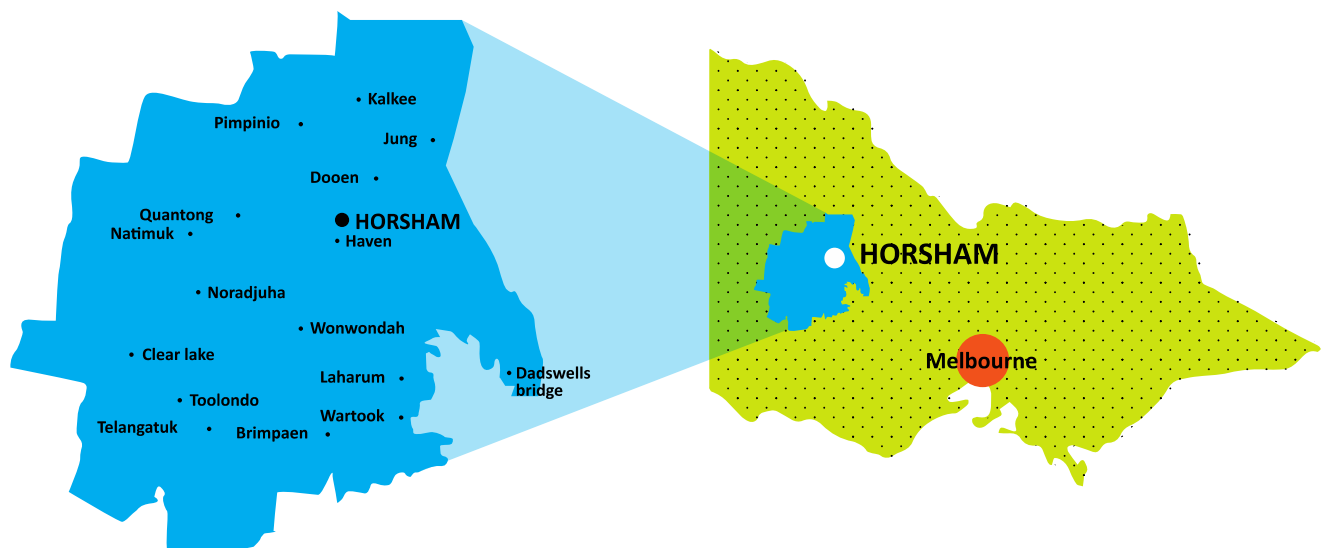 Kalkee
Pimpinio
Jung
Dooen
Quantong
HORSHAM
Natimuk
Haven
Noradjuha
Wonwondah
Clear lake
Laharum
Dadswells
bridge
Toolondo
Wartook
Telangatuk
Brimpaen
HORSHAM
Melbourne